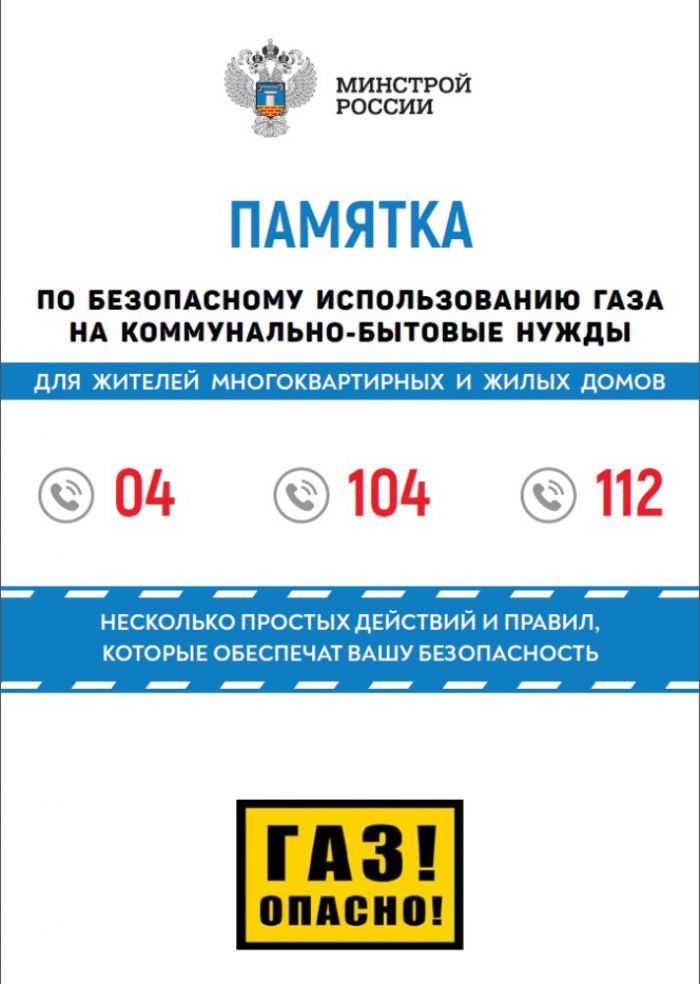 МИНСТРОЙ
РОССИИ
ПАМЯТКА
ПО БЕЗОПАСНОМУ ИСПОЛЬЗОВАНИЮ ГАЗА
НА КОММУНАЛЬНО-БЫТОВЫЕ НУЖДЫ
ДЛЯ ЖИТЕЛЕЙ МНОГОКВАРТИРНЫХ И ЖИЛЫХ ДОМОВ
04 104 112
НЕСКОЛЬКО ПРОСТЫХ ДЕЙСТВИЙ И ПРАВИЛ,
КОТОРЫЕ ОБЕСПЕЧАТ ВАШУ БЕЗОПАСНОСТЬ
ГАЗ!
ОПАСНО!